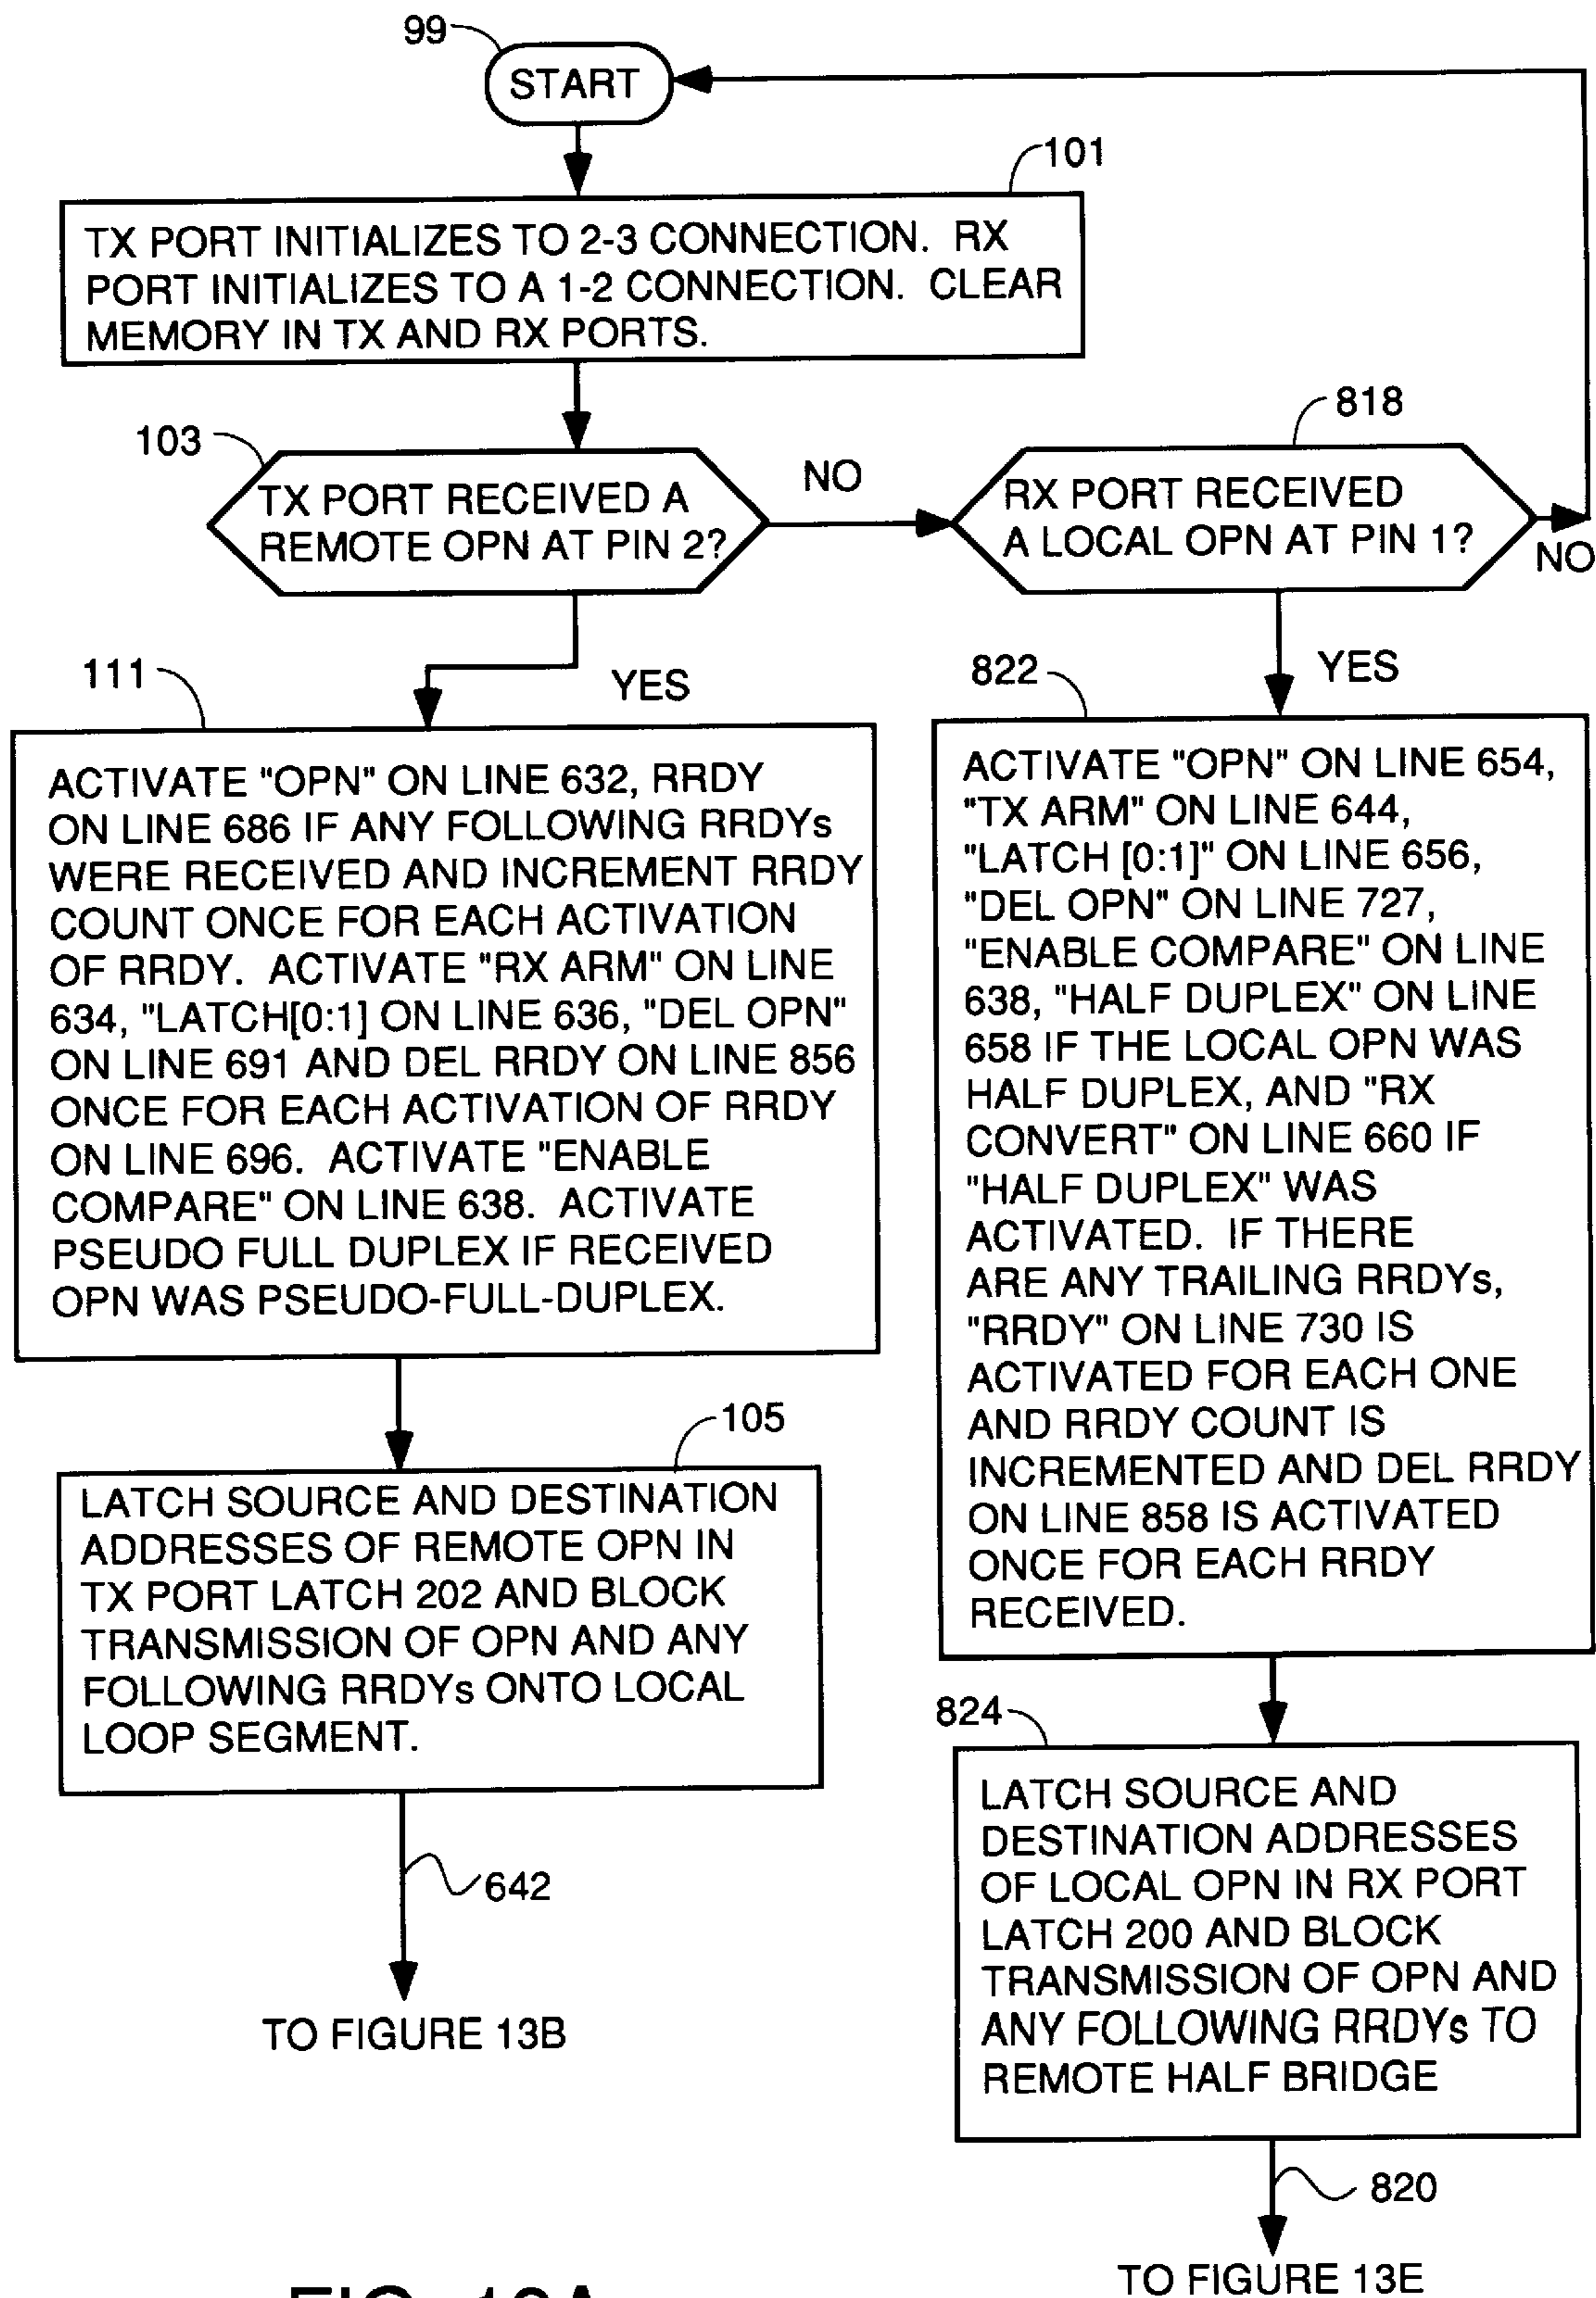 99
START
101
TX PORT INITIALIZES TO 2-3 CONNECTION. RX
PORT INITIALIZES TO A 1-2 CONNECTION. CLEAR
MEMORY IN TX AND RX PORTS.
103
TX PORT RECEIVED A
REMOTE OPN AT PIN 2?
NO
818
RX PORT RECEIVED
A LOCAL OPN AT PIN 1?
NO
YES
111
ACTIVATE "OPN" ON LINE 632, RRDY
ON LINE 686 IF ANY FOLLOWING RRDYs
WERE RECEIVED AND INCREMENT RRDY
COUNT ONCE FOR EACH ACTIVATION
OF RRDY. ACTIVATE "RX ARM" ON LINE
634, "LATCH[0:1] ON LINE 636, "DEL OPN"
ON LINE 691 AND DEL RRDY ON LINE 856
ONCE FOR EACH ACTIVATION OF RRDY
ON LINE 696. ACTIVATE "ENABLE
COMPARE" ON LINE 638. ACTIVATE
PSEUDO FULL DUPLEX IF RECEIVED
OPN WAS PSEUDO-FULL-DUPLEX.
105
LATCH SOURCE AND DESTINATION
ADDRESSES OF REMOTE OPN IN
TX PORT LATCH 202 AND BLOCK
TRANSMISSION OF OPN AND ANY
FOLLOWING RRDYs ONTO LOCAL
LOOP SEGMENT.
642
TO FIGURE 13B
YES
822
ACTIVATE "OPN" ON LINE 654,
"TX ARM" ON LINE 644,
"LATCH [0:1]" ON LINE 656,
"DEL OPN" ON LINE 727,
"ENABLE COMPARE" ON LINE
638, "HALF DUPLEX" ON LINE
658 IF THE LOCAL OPN WAS
HALF DUPLEX, AND "RX
CONVERT" ON LINE 660 IF
"HALF DUPLEX" WAS
ACTIVATED. IF THERE
ARE ANY TRAILING RRDYs,
"RRDY" ON LINE 730 IS
ACTIVATED FOR EACH ONE
AND RRDY COUNT IS
INCREMENTED AND DEL RRDY
ON LINE 858 IS ACTIVATED
ONCE FOR EACH RRDY
RECEIVED.
824
LATCH SOURCE AND
DESTINATION ADDRESSES
OF LOCAL OPN IN RX PORT
LATCH 200 AND BLOCK
TRANSMISSION OF OPN AND
ANY FOLLOWING RRDYs TO
REMOTE HALF BRIDGE
820
TO FIGURE 13E